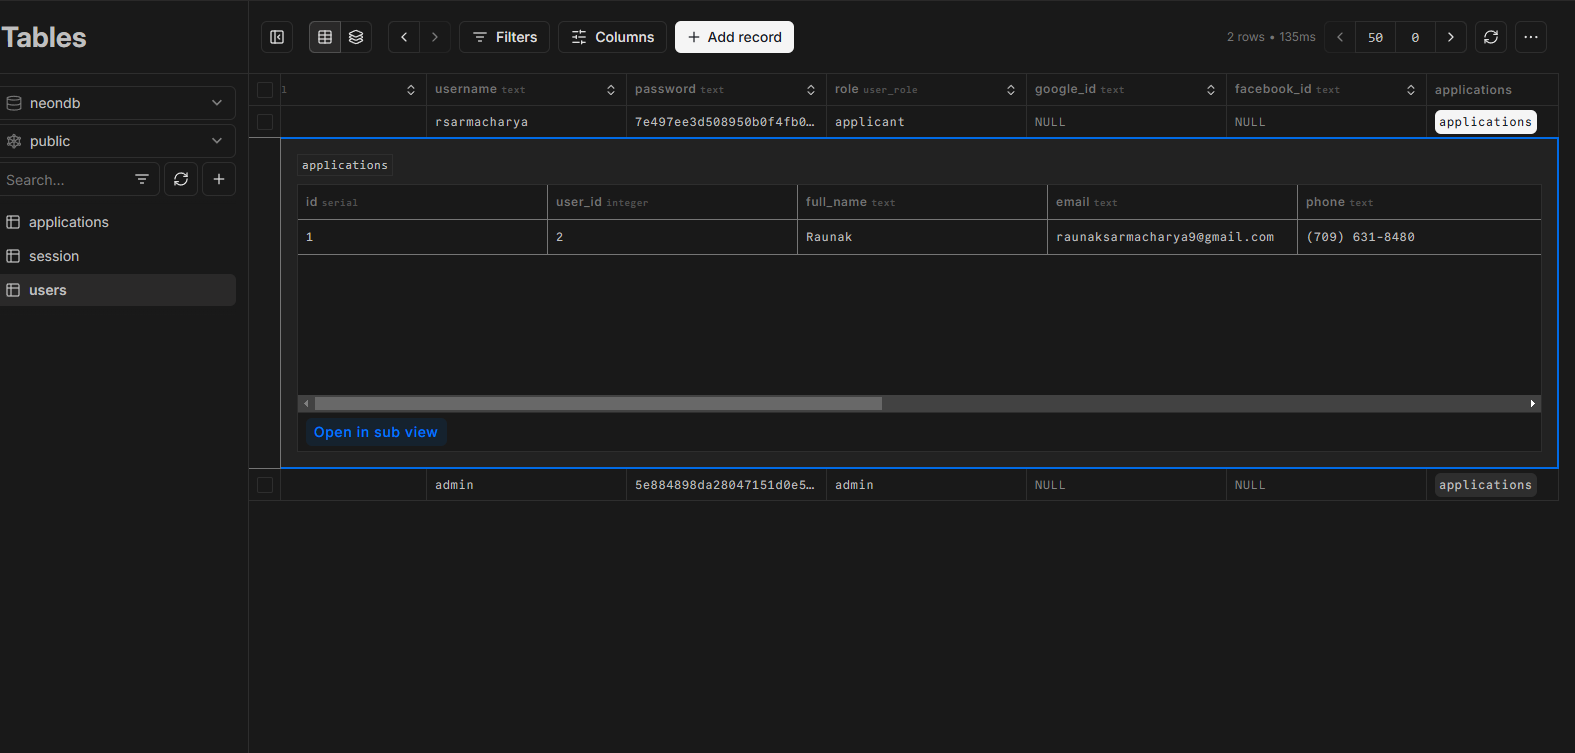 Tables
Filters
Columns
Add record
2 rows • 135ms
50
0
neondb
public
Search...
applications
session
users
username text
password text
role user_role
google_id text
facebook_id text
applications
rsarmacharya
7e497ee3d508950b0f4fb0…
applicant
NULL
NULL
applications
applications
id serial
user_id integer
full_name text
email text
phone text
1
2
Raunak
raunaksarmacharya9@gmail.com
(709) 631-8480
Open in sub view
admin
5e884898da28047151d0e5…
admin
NULL
NULL
applications